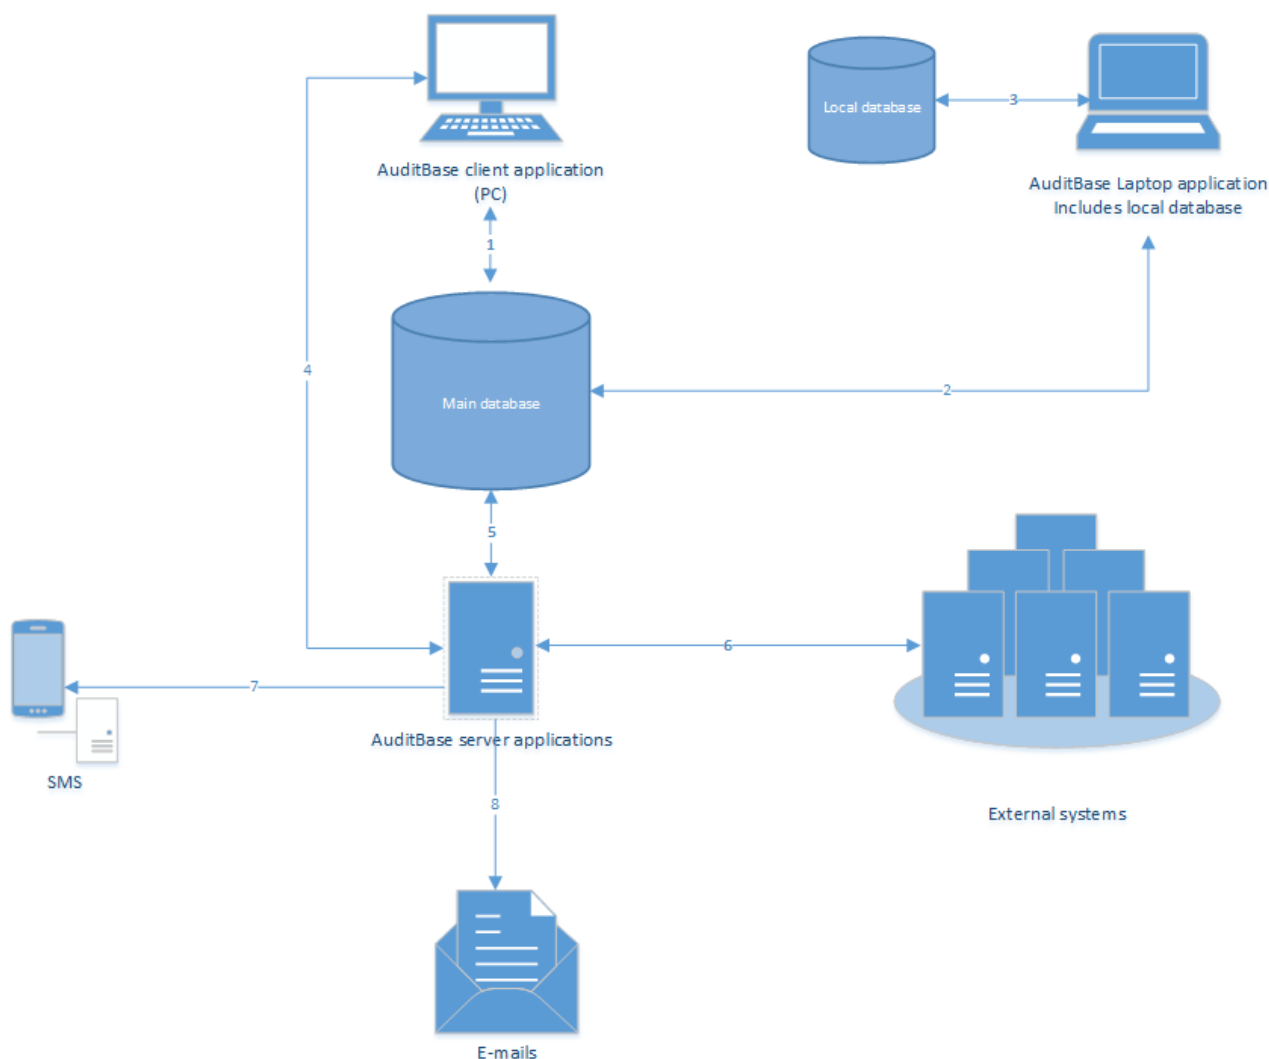 Local database
3
AuditBase client application
(PC)
AuditBase Laptop application
Includes local database
1
4
2
Main database
5
6
7
AuditBase server applications
SMS
8
External systems
E-mails